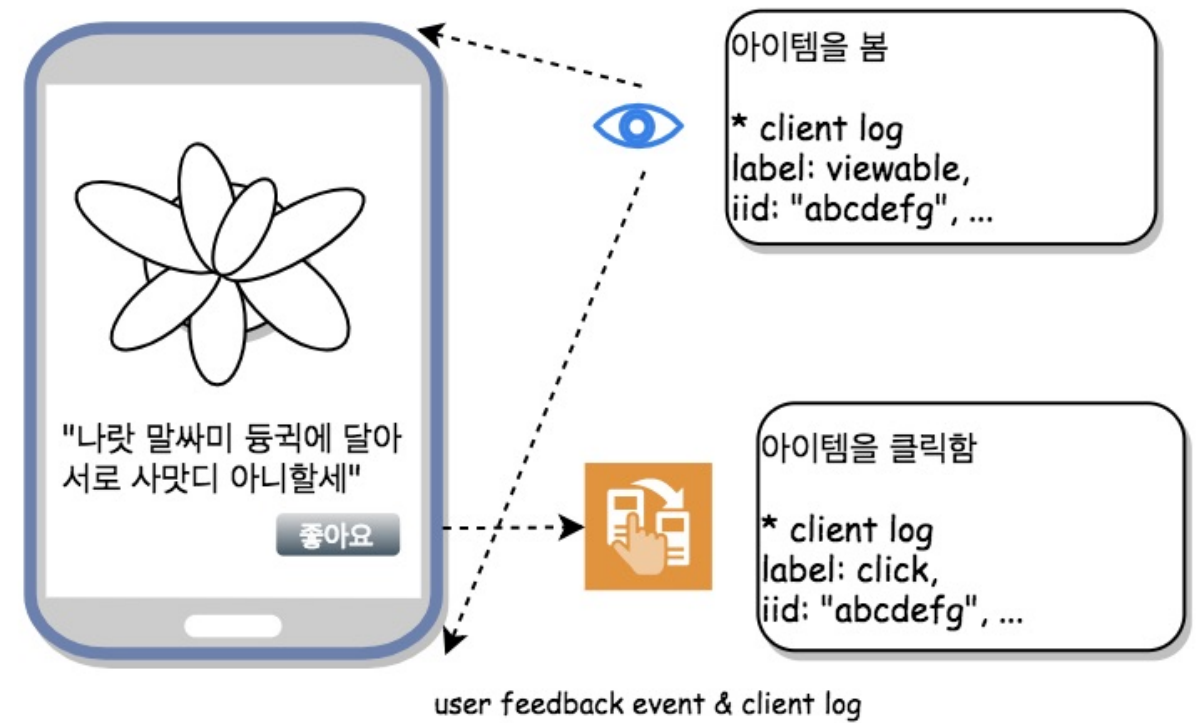 아이템을 봄
* client log
label: viewable,
iid: "abcdefg", ...
"나랏 말싸미 듕귁에 달아
서로 사맛디 아니할세"
좋아요
아이템을 클릭함
* client log
label: click,
iid: "abcdefg", ...
user feedback event & client log